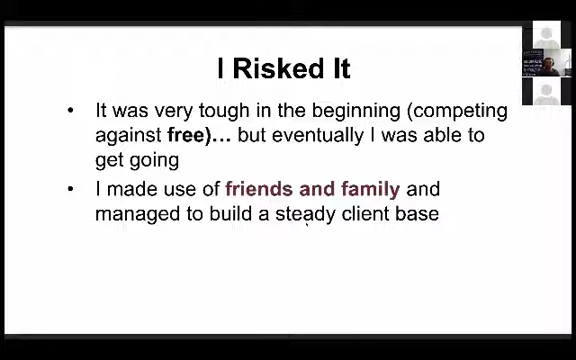 I Risked It
• It was very tough in the beginning (competing
against free)... but eventually I was able to
get going
• I made use of friends and family and
managed to build a steady client base